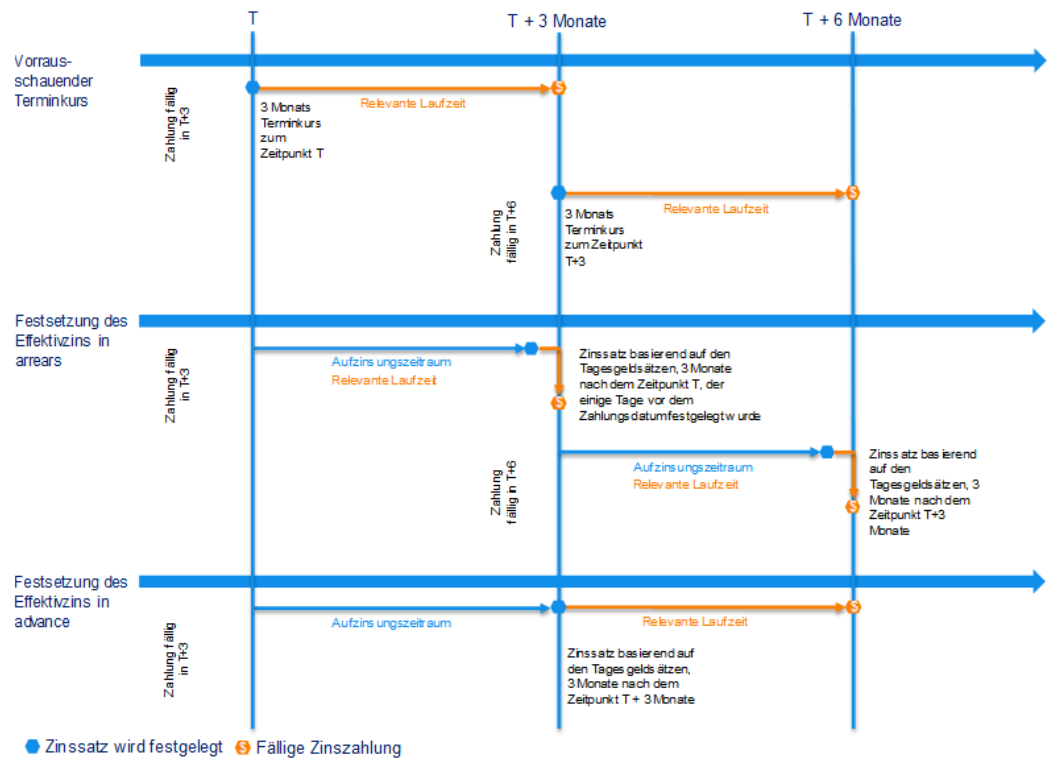 T
T + 3 Monate
T + 6 Monate
Vorraus-
schauender
Terminkurs
Zahlung fällig
in T+3
3 Monats
Terminkurs
zum
Zeitpunkt T
Relevante Laufzeit
Zahlung
fällig in T+6
3 Monats
Terminkurs
zum Zeitpunkt
T+3
Relevante Laufzeit
Festsetzung des
Effektivzins in
arrears
Zahlung fällig
in T+3
Aufzinsungszeitraum
Relevante Laufzeit
Zinssatz basierend auf den
Tagesgeldsätzen, 3 Monate
nach dem Zeitpunkt T, der
einige Tage vor dem
Zahlungsdatum festgelegt wurde
Zahlung
fällig in T+6
Aufzinsungszeitraum
Relevante Laufzeit
Zinssatz basierend
auf den
Tagesgeldsätzen, 3
Monate nach dem
Zeitpunkt T+3
Monate
Festsetzung des
Effektivzins in
advance
Zahlung fällig
in T+3
Aufzinsungszeitraum
Relevante Laufzeit
Zinssatz basierend auf
den Tagesgeldsätzen,
3 Monate nach dem
Zeitpunkt T + 3 Monate
Zinssatz wird festgelegt
Fällige Zinszahlung